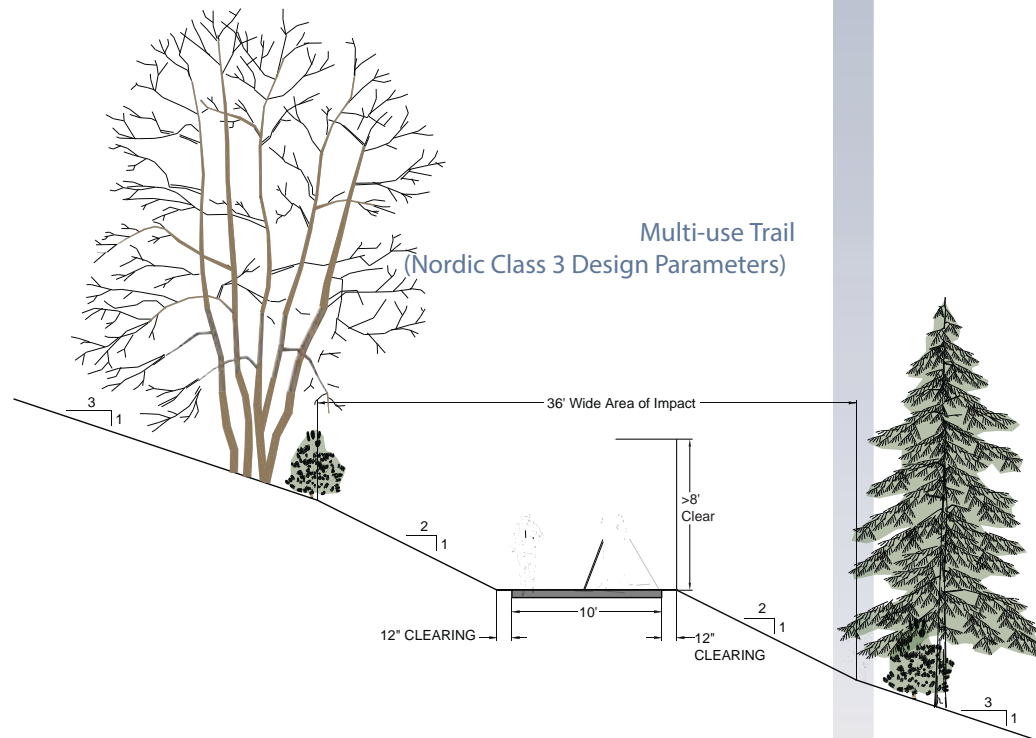 Multi-use Trail
(Nordic Class 3 Design Parameters)
3
1
36' Wide Area of Impact
>8'
Clear
2
1
10'
12" CLEARING
12"
CLEARING
2
1
3
1